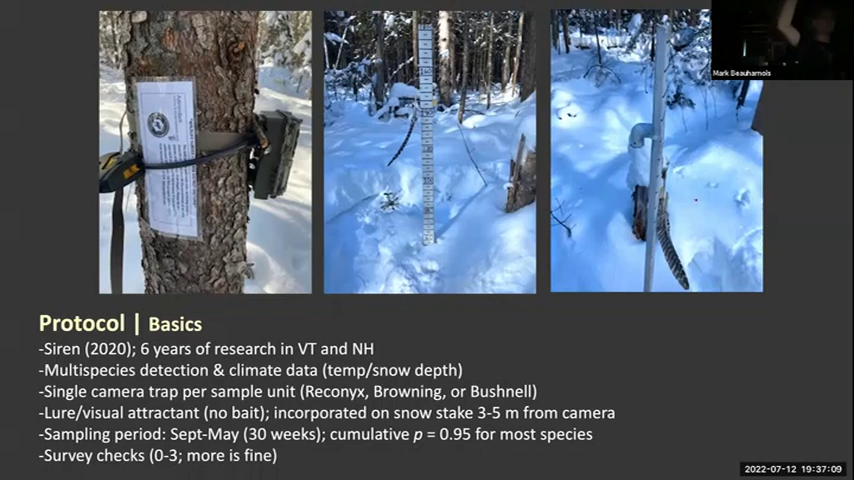 Mark Beauharnois
Protocol | Basics
-Siren (2020); 6 years of research in VT and NH
-Multispecies detection & climate data (temp/snow depth)
-Single camera trap per sample unit (Reconyx, Browning, or Bushnell)
-Lure/visual attractant (no bait); incorporated on snow stake 3-5 m from camera
-Sampling period: Sept-May (30 weeks); cumulative p = 0.95 for most species
-Survey checks (0-3; more is fine)
2022-07-12 19:37:09